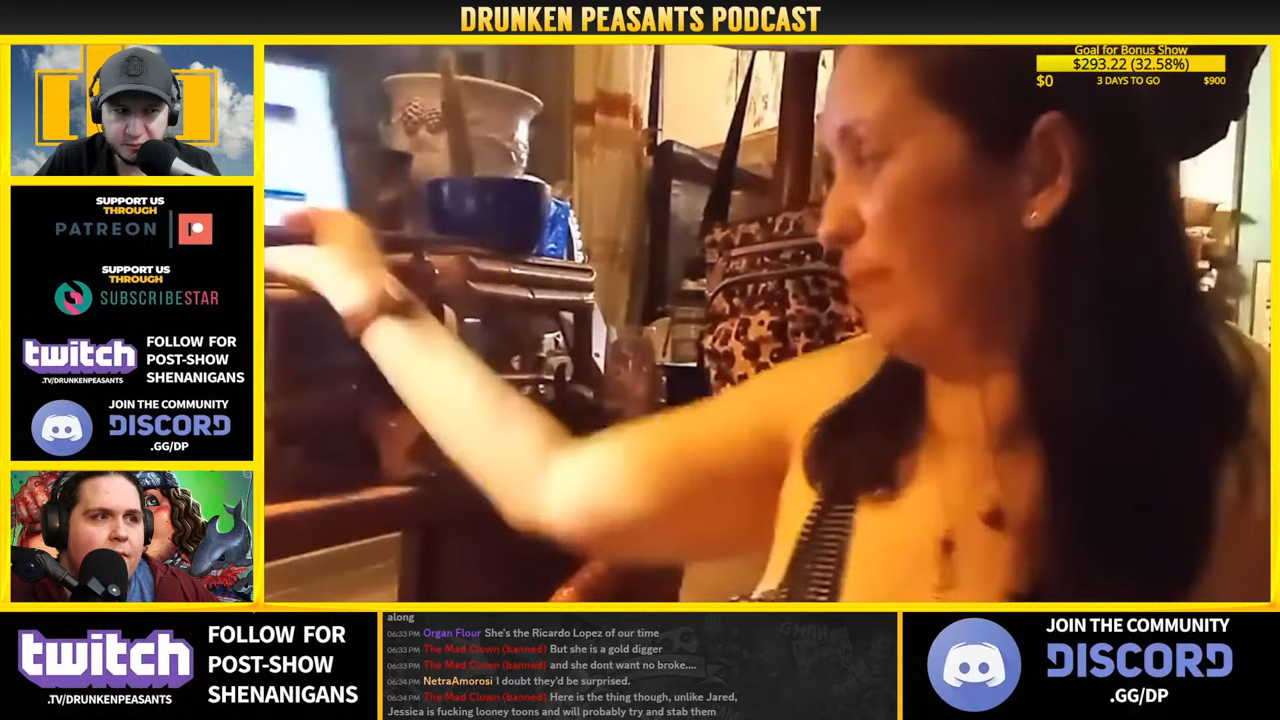 DRUNKEN PEASANTS PODCAST
Goal for Bonus Show
$293.22 (32.58%)
$0
3 DAYS TO GO
$900
SUPPORT US
THROUGH
PATREON
SUPPORT US
THROUGH
SUBSCRIBESTAR
twitch
.TV/DRUNKENPEASANTS
FOLLOW FOR
POST-SHOW
SHENANIGANS
JOIN THE COMMUNITY
DISCORD
.GG/DP
twitch
.TV/DRUNKENPEASANTS
FOLLOW FOR
POST-SHOW
SHENANIGANS
along
06:33 PM Organ Flour She's the Ricardo Lopez of our time
06:33 PM The Mad Clown (banned) But she is a gold digger
06:33 PM The Mad Clown (banned) and she dont want no broke....
06:34 PM NetraAmorosi I doubt they'd be surprised.
06:34 PM The Mad Clown (banned) Here is the thing though, unlike Jared,
Jessica is fucking looney toons and will probably try and stab them
JOIN THE COMMUNITY
DISCORD
.GG/DP